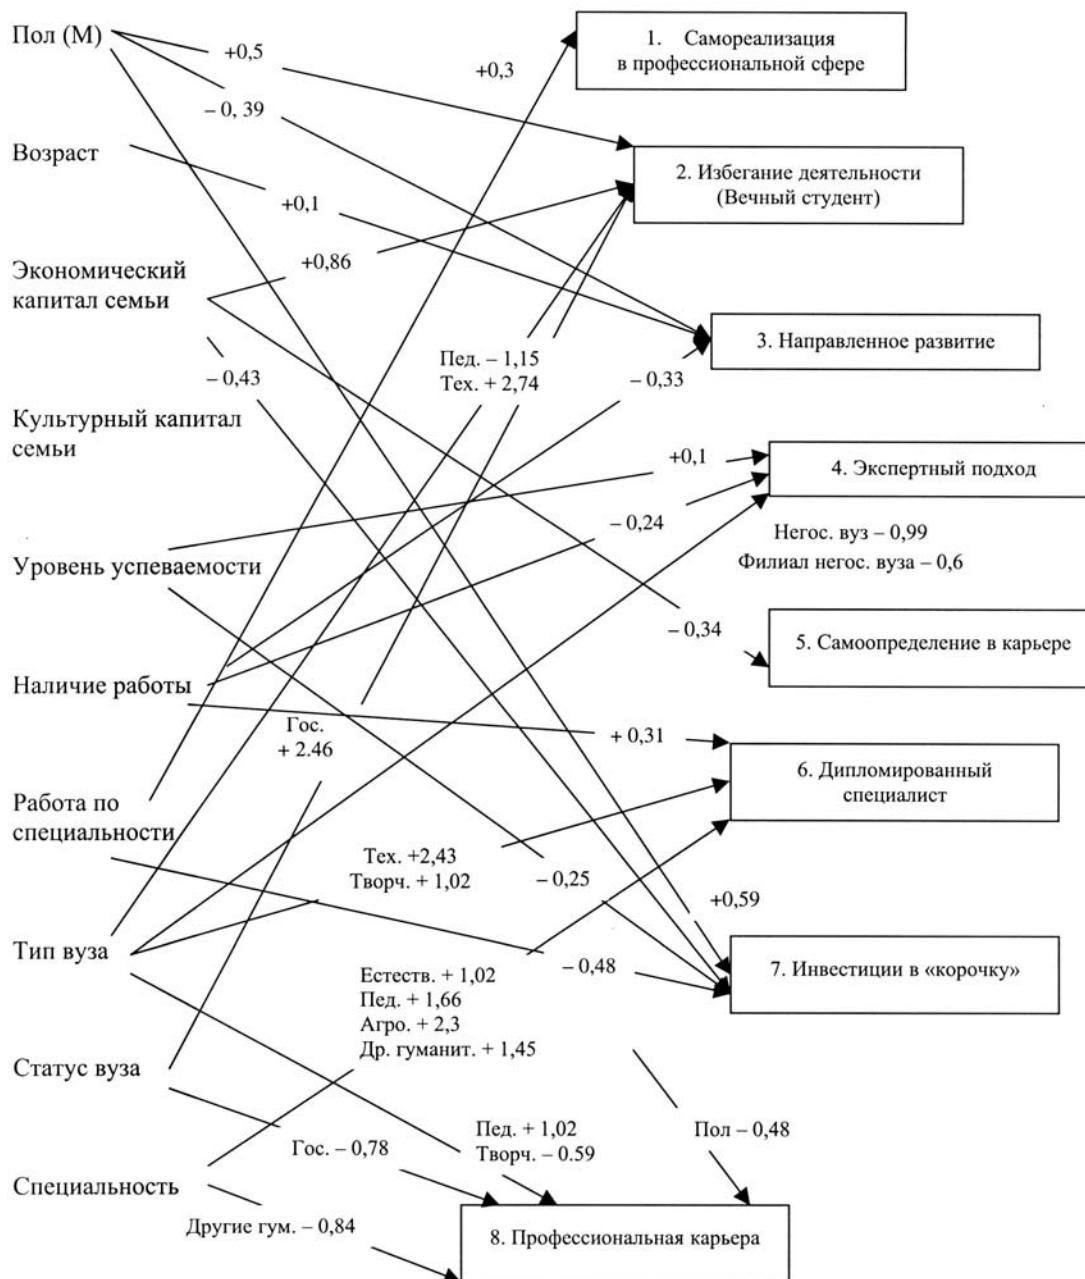 Пол (М)
+0,5
+0,3
1. Самореализация
в профессиональной сфере
– 0, 39
Возраст
2. Избегание деятельности
(Вечный студент)
+0,1
Экономический
капитал семьи
+0,86
3. Направленное развитие
Пед. – 1,15
Тех. + 2,74
– 0,33
– 0,43
Культурный капитал
семьи
+0,1
4. Экспертный подход
– 0,24
Негос. вуз – 0,99
Филиал негос. вуза – 0,6
Уровень успеваемости
– 0,34
5. Самоопределение в карьере
Наличие работы
Гос.
+ 2.46
+ 0,31
6. Дипломированный
специалист
Работа по
специальности
Тех. +2,43
Творч. + 1,02
– 0,25
+0,59
Тип вуза
– 0,48
7. Инвестиции в «корочку»
Естеств. + 1,02
Пед. + 1,66
Агро. + 2,3
Др. гуманит. + 1,45
Статус вуза
Пед. + 1,02
Творч. – 0.59
Пол – 0,48
Гос. – 0,78
Специальность
Другие гум. – 0,84
8. Профессиональная карьера